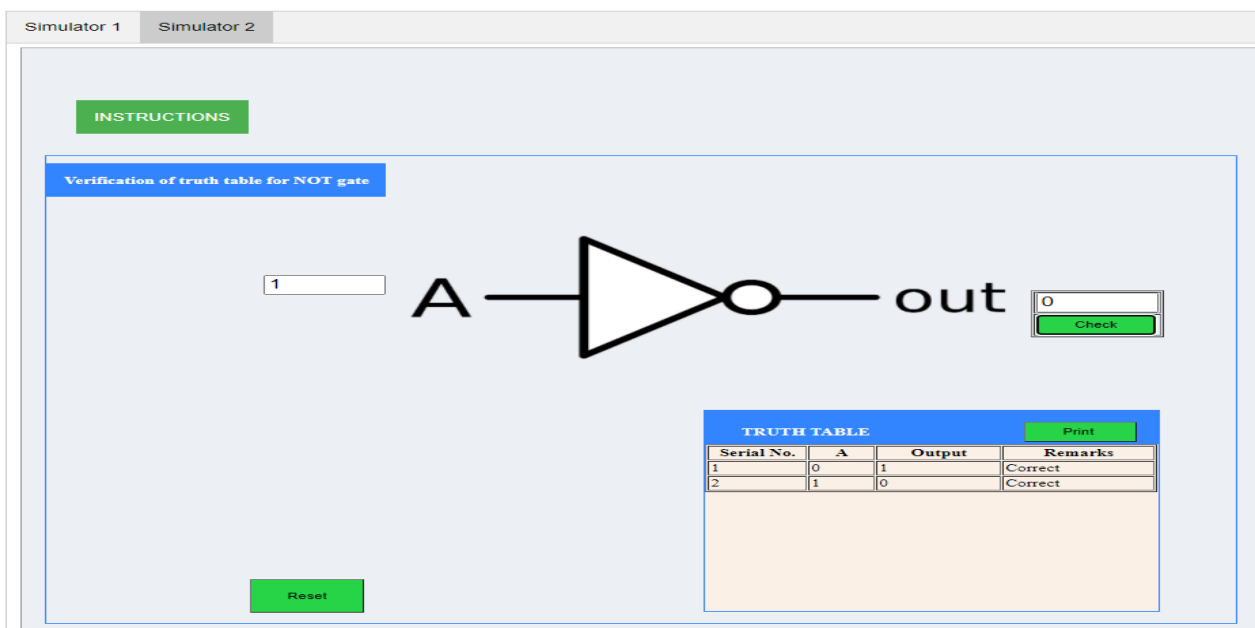 Simulator 1 Simulator 2
INSTRUCTIONS
Verification of truth table for NOT gate
1
A
out
0
Check
TRUTH TABLE Print
Serial No. A Output Remarks
1 0 1 Correct
2 1 0 Correct
Reset